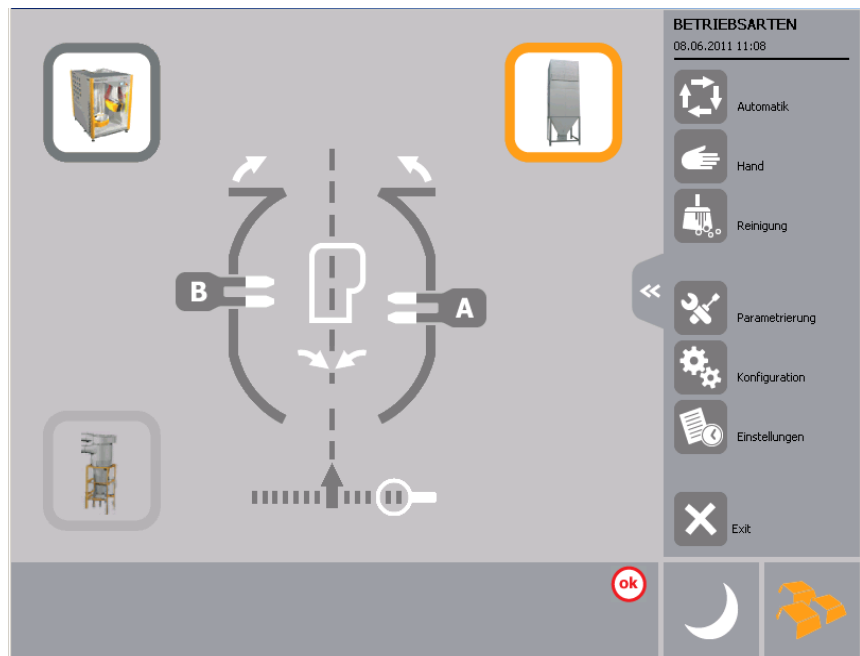 BETRIEBSARTEN
08.06.2011 11:08
Automatik
Hand
Reinigung
B
A
«
Parametrierung
Konfiguration
Einstellungen
Exit
ok